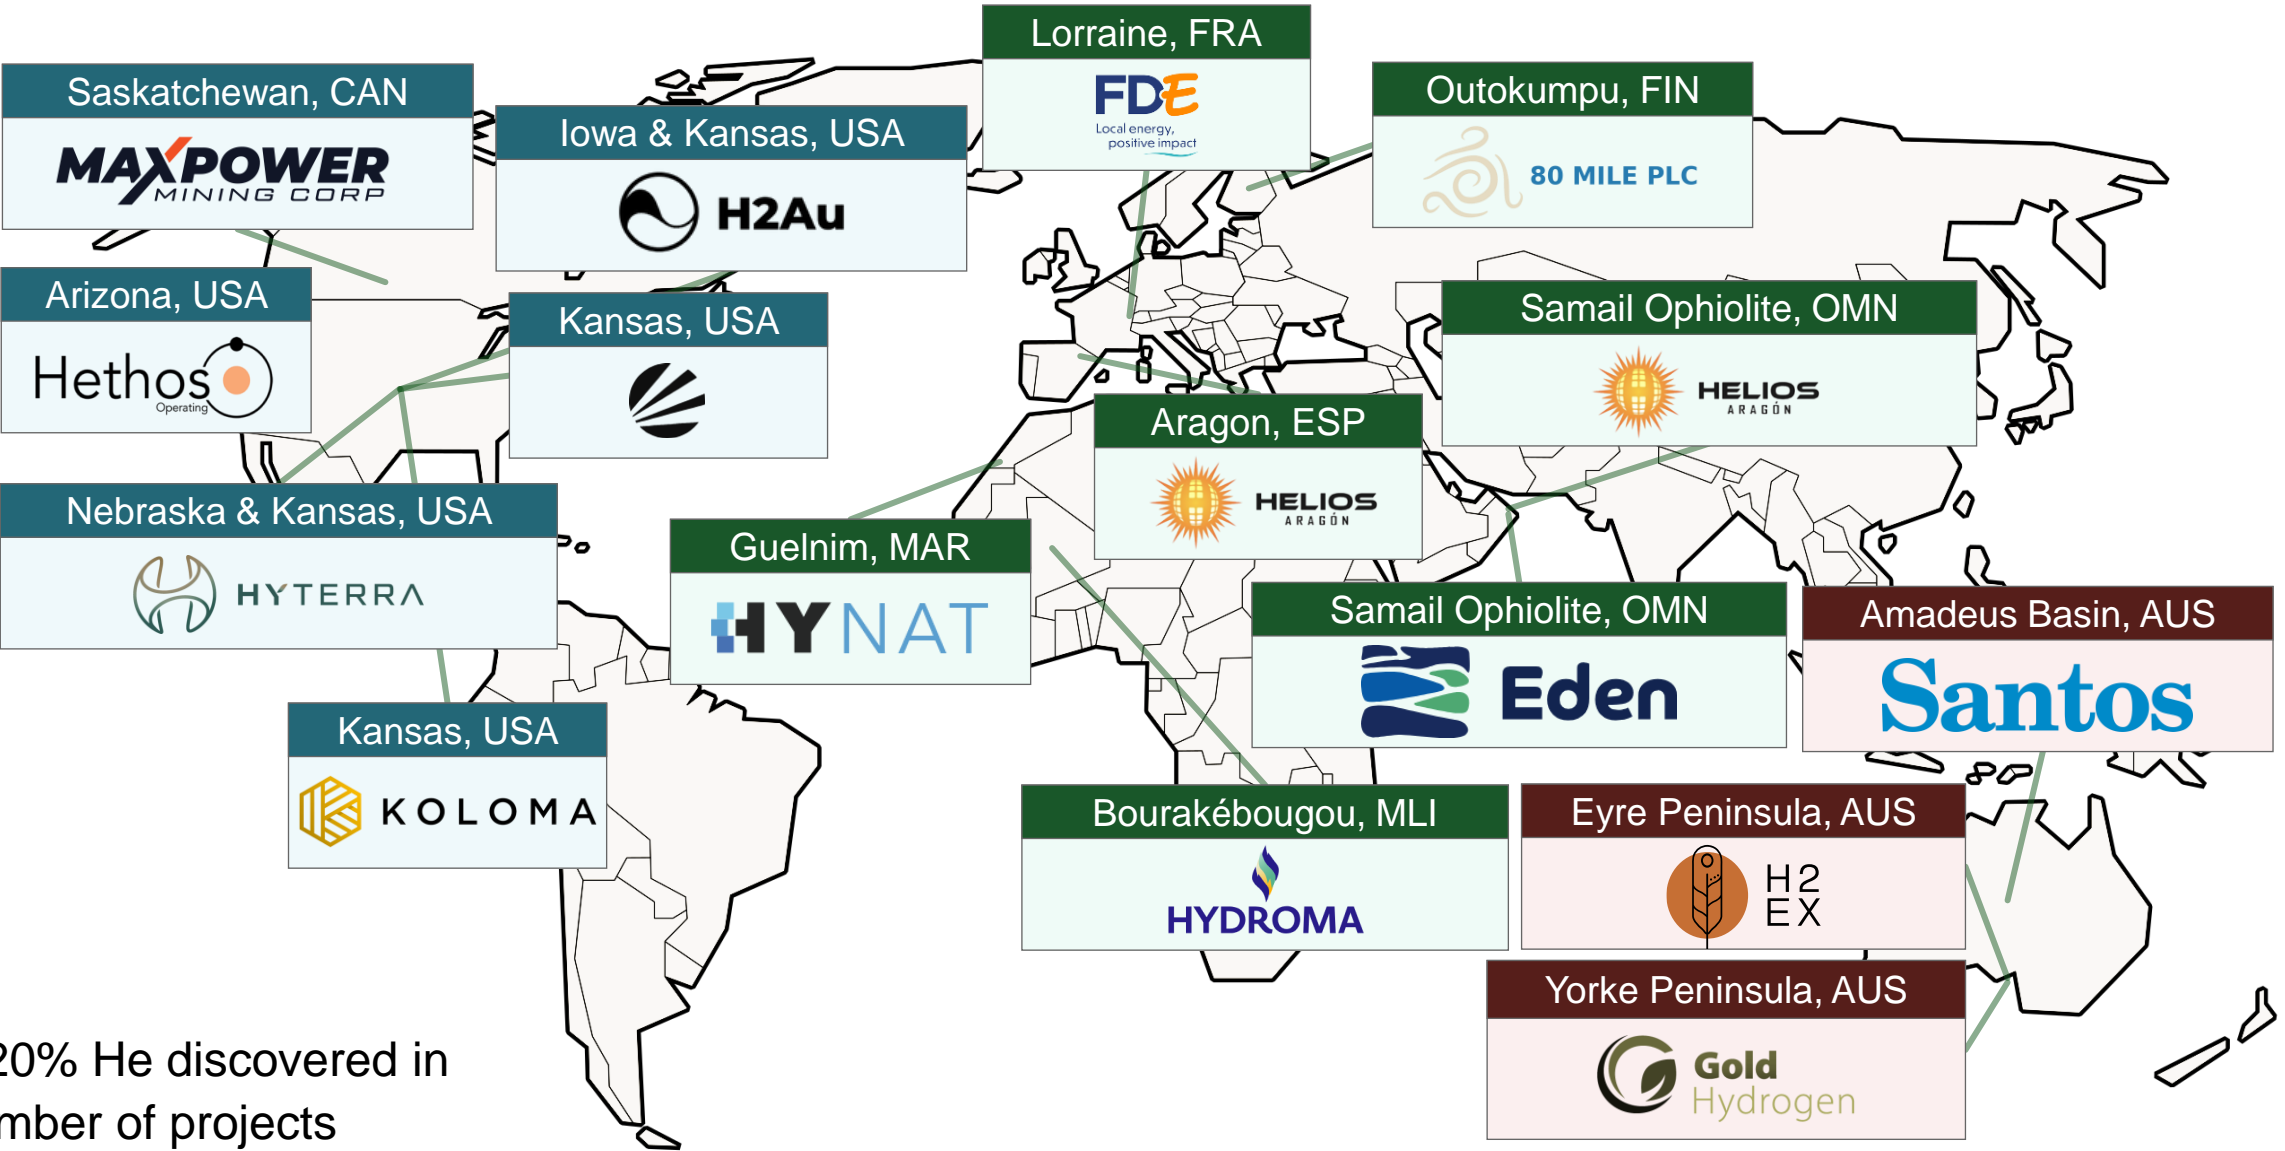 Lorraine, FRA
FDE
Local energy,
positive impact
Saskatchewan, CAN
MAXPOWER
MINING CORP
Outokumpu, FIN
80 MILE PLC
Iowa & Kansas, USA
H2Au
Arizona, USA
Hethos
Operating
Kansas, USA
Samail Ophiolite, OMN
HELIOS
ARAGÓN
Aragon, ESP
HELIOS
ARAGÓN
Nebraska & Kansas, USA
HYTERRA
Guelnim, MAR
HYNAT
Samail Ophiolite, OMN
Eden
Amadeus Basin, AUS
Santos
Kansas, USA
KOLOMA
Bourakébougou, MLI
HYDROMA
Eyre Peninsula, AUS
H2
EX
Yorke Peninsula, AUS
Gold
Hydrogen
20% He discovered in
mber of projects